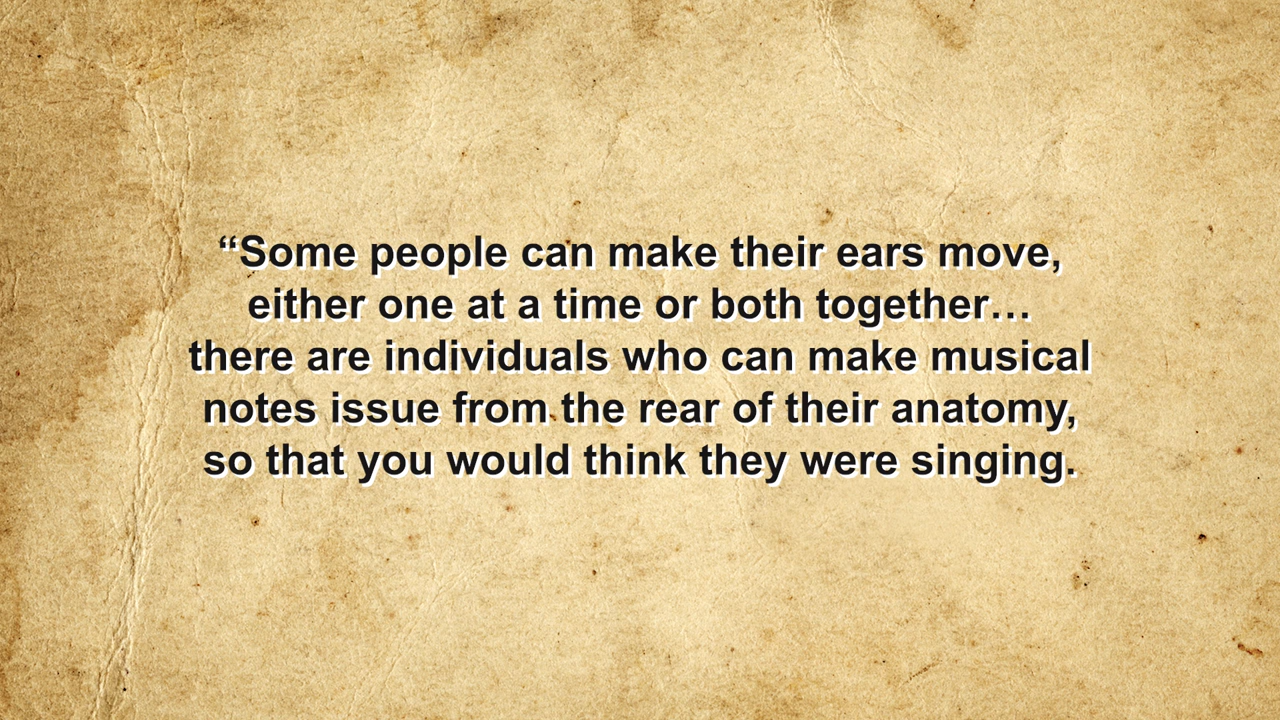 “Some people can make their ears move,
either one at a time or both together…
there are individuals who can make musical
notes issue from the rear of their anatomy,
so that you would think they were singing.